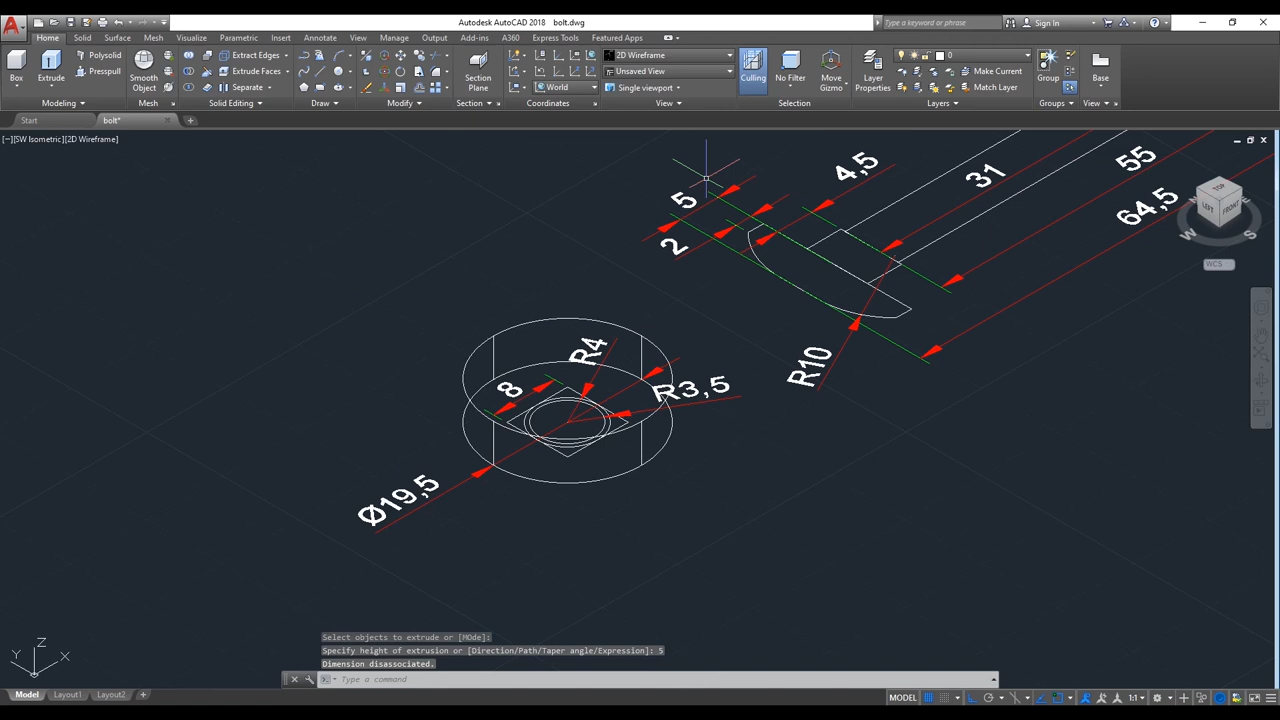 Autodesk AutoCAD 2018 bolt.dwg
Type a keyword or phrase
Sign In
Home Solid Surface Mesh Visualize Parametric Insert Annotate View Manage Output Add-ins A360 Express Tools Featured Apps
Box
Extrude
Polysolid
Presspull
Modeling
Smooth Object
Mesh
Extract Edges
Extrude Faces
Separate
Solid Editing
Draw
Modify
Section Plane
Section
World
Coordinates
2D Wireframe
Unsaved View
Single viewport
View
Culling
No Filter
Move Gizmo
Selection
Layer Properties
0
Make Current
Match Layer
Layers
Group
Groups
Base
View
Start
bolt*
[−][SW Isometric][2D Wireframe]
TOP
LEFT
FRONT
W
S
WCS
5
2
4,5
31
55
64,5
R10
R4
8
R3,5
Ø19,5
Select objects to extrude or [MOde]:
Specify height of extrusion or [Direction/Path/Taper angle/Expression]: 5
Dimension disassociated.
Type a command
Z
Y
X
Model
Layout1
Layout2
MODEL
1:1